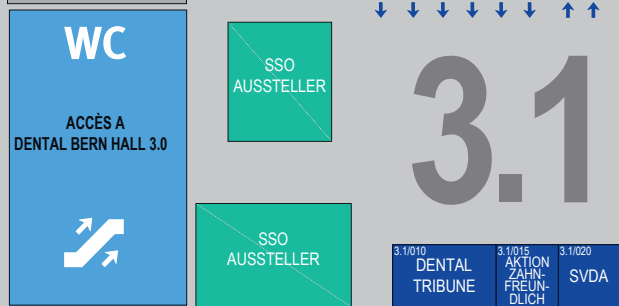 WC
ACCÈS A
DENTAL BERN HALL 3.0
SSO
AUSSTELLER
SSO
AUSSTELLER
3.1
3.1/010
DENTAL
TRIBUNE
3.1/015
AKTION
ZAHN-
FREUN-
DLICH
3.1/020
SVDA